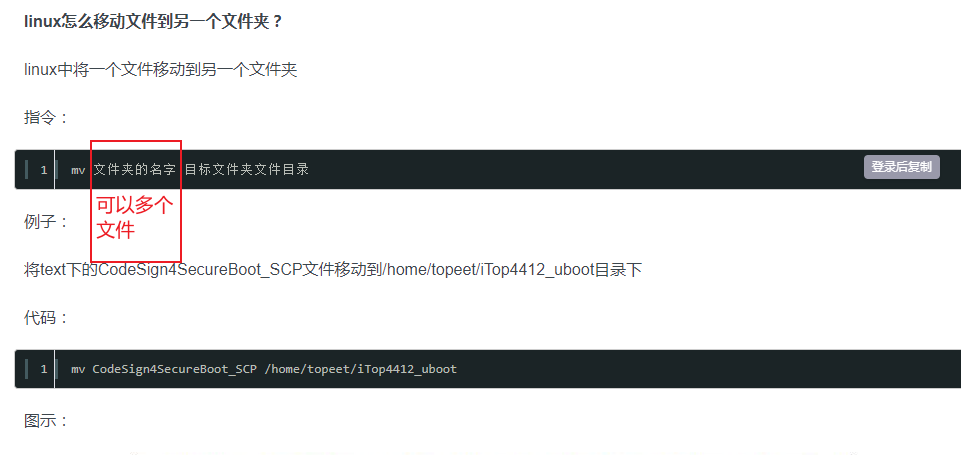 linux怎么移动文件到另一个文件夹？
linux中将一个文件移动到另一个文件夹
指令：
1 mv 文件夹的名字 目标文件夹文件目录
登录后复制
可以多个
文件
例子：
将text下的CodeSign4SecureBoot_SCP文件移动到/home/topeet/iTop4412_uboot目录下
代码：
1 mv CodeSign4SecureBoot_SCP /home/topeet/iTop4412_uboot
图示：